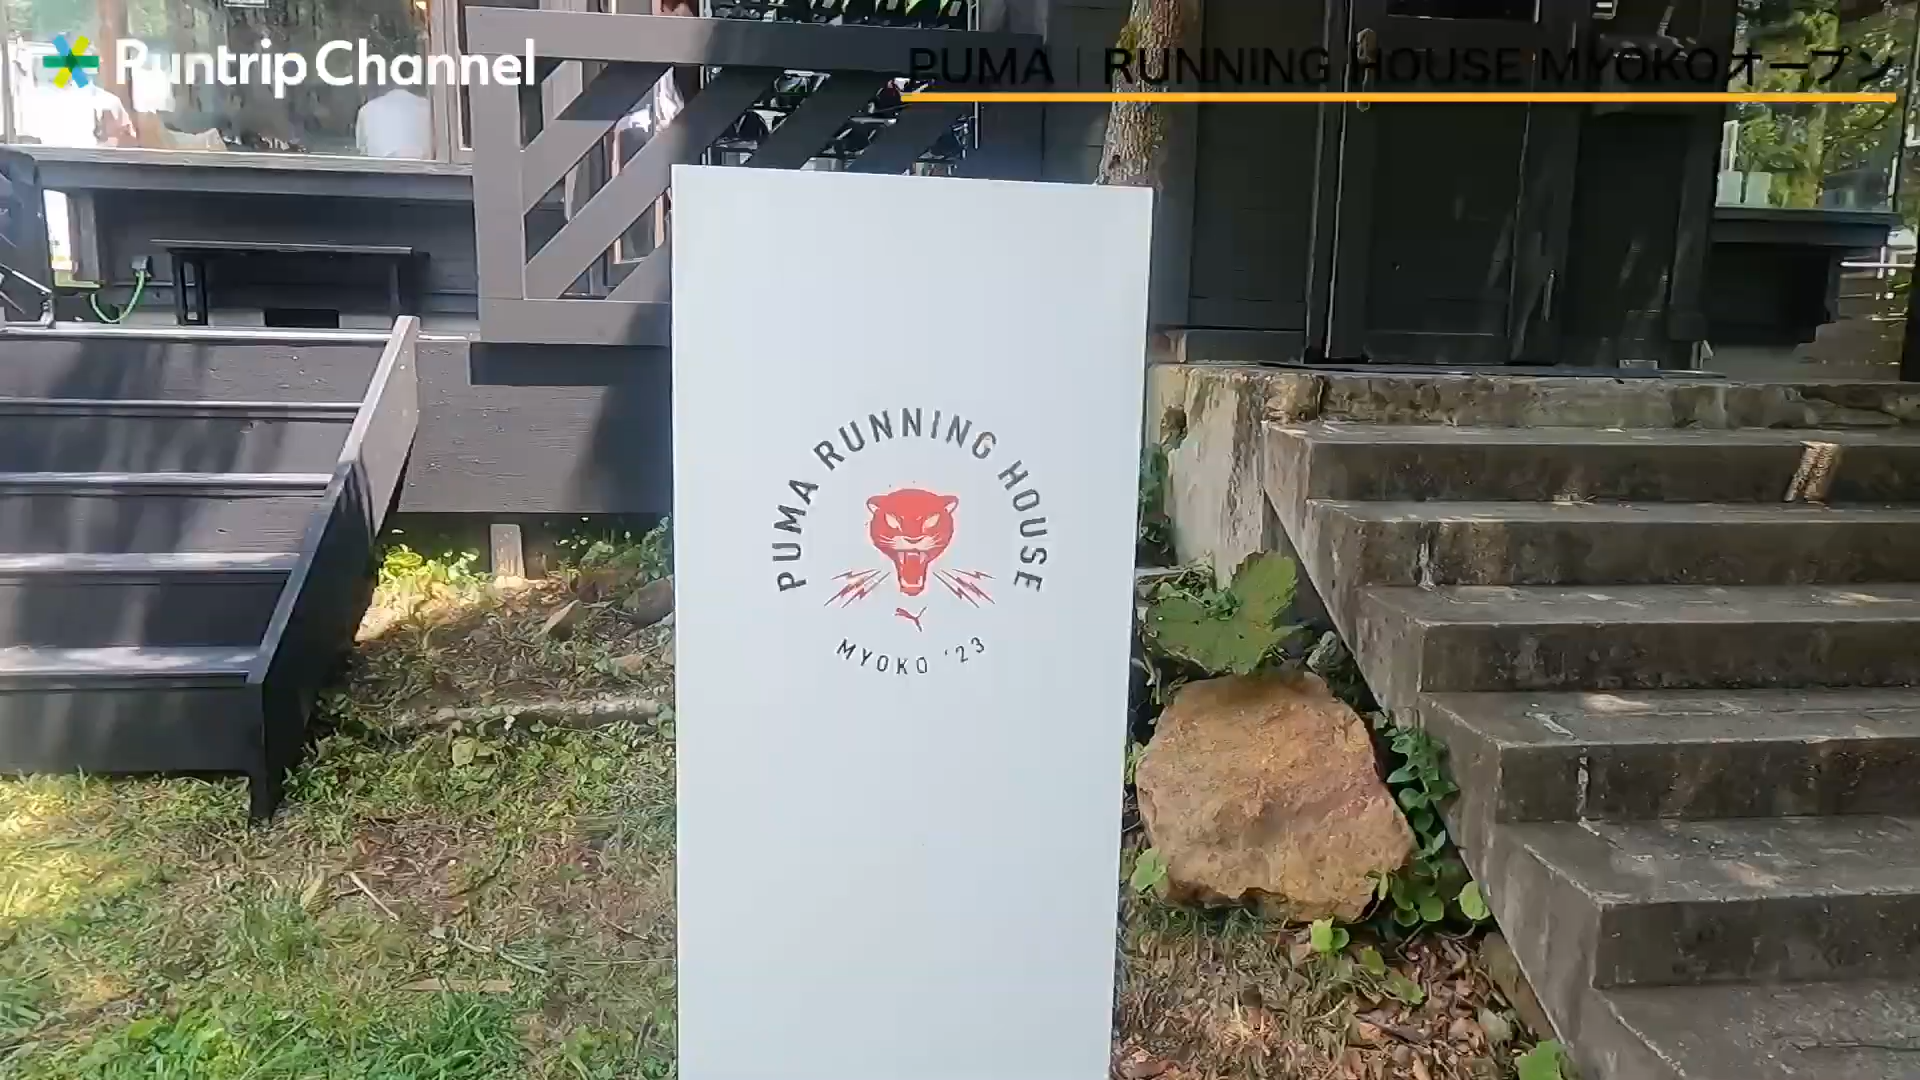 Runtrip Channel
PUMA | RUNNING HOUSE MYOKOオープン
PUMA RUNNING HOUSE
MYOKO '23